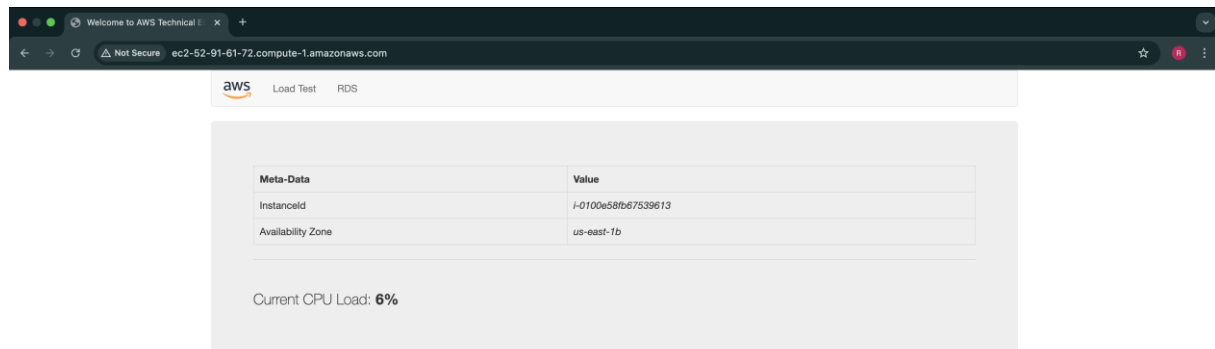 Welcome to AWS Technical E
Not Secure ec2-52-91-61-72.compute-1.amazonaws.com
R
aws Load Test RDS
Meta-Data Value
InstanceId i-0100e58fb67539613
Availability Zone us-east-1b
Current CPU Load: 6%